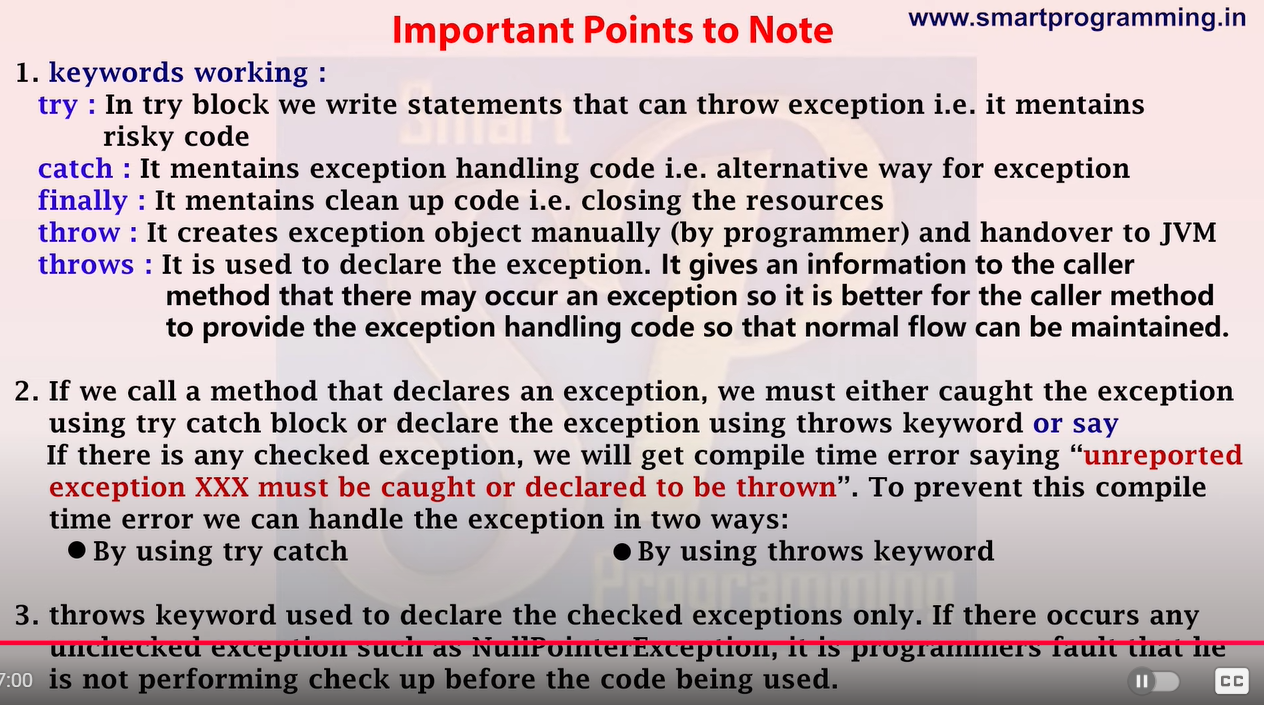 www.smartprogramming.in
Important Points to Note
1. keywords working :
try : In try block we write statements that can throw exception i.e. it mentains
risky code
catch : It mentains exception handling code i.e. alternative way for exception
finally : It mentains clean up code i.e. closing the resources
throw : It creates exception object manually (by programmer) and handover to JVM
throws : It is used to declare the exception. It gives an information to the caller
method that there may occur an exception so it is better for the caller method
to provide the exception handling code so that normal flow can be maintained.
2. If we call a method that declares an exception, we must either caught the exception
using try catch block or declare the exception using throws keyword or say
If there is any checked exception, we will get compile time error saying “unreported
exception XXX must be caught or declared to be thrown”. To prevent this compile
time error we can handle the exception in two ways:
● By using try catch ● By using throws keyword
3. throws keyword used to declare the checked exceptions only. If there occurs any
unchecked exception such as NullPointerException, it is programmers fault that he
is not performing check up before the code being used.
7:00
CC
Smart
SP
Programming